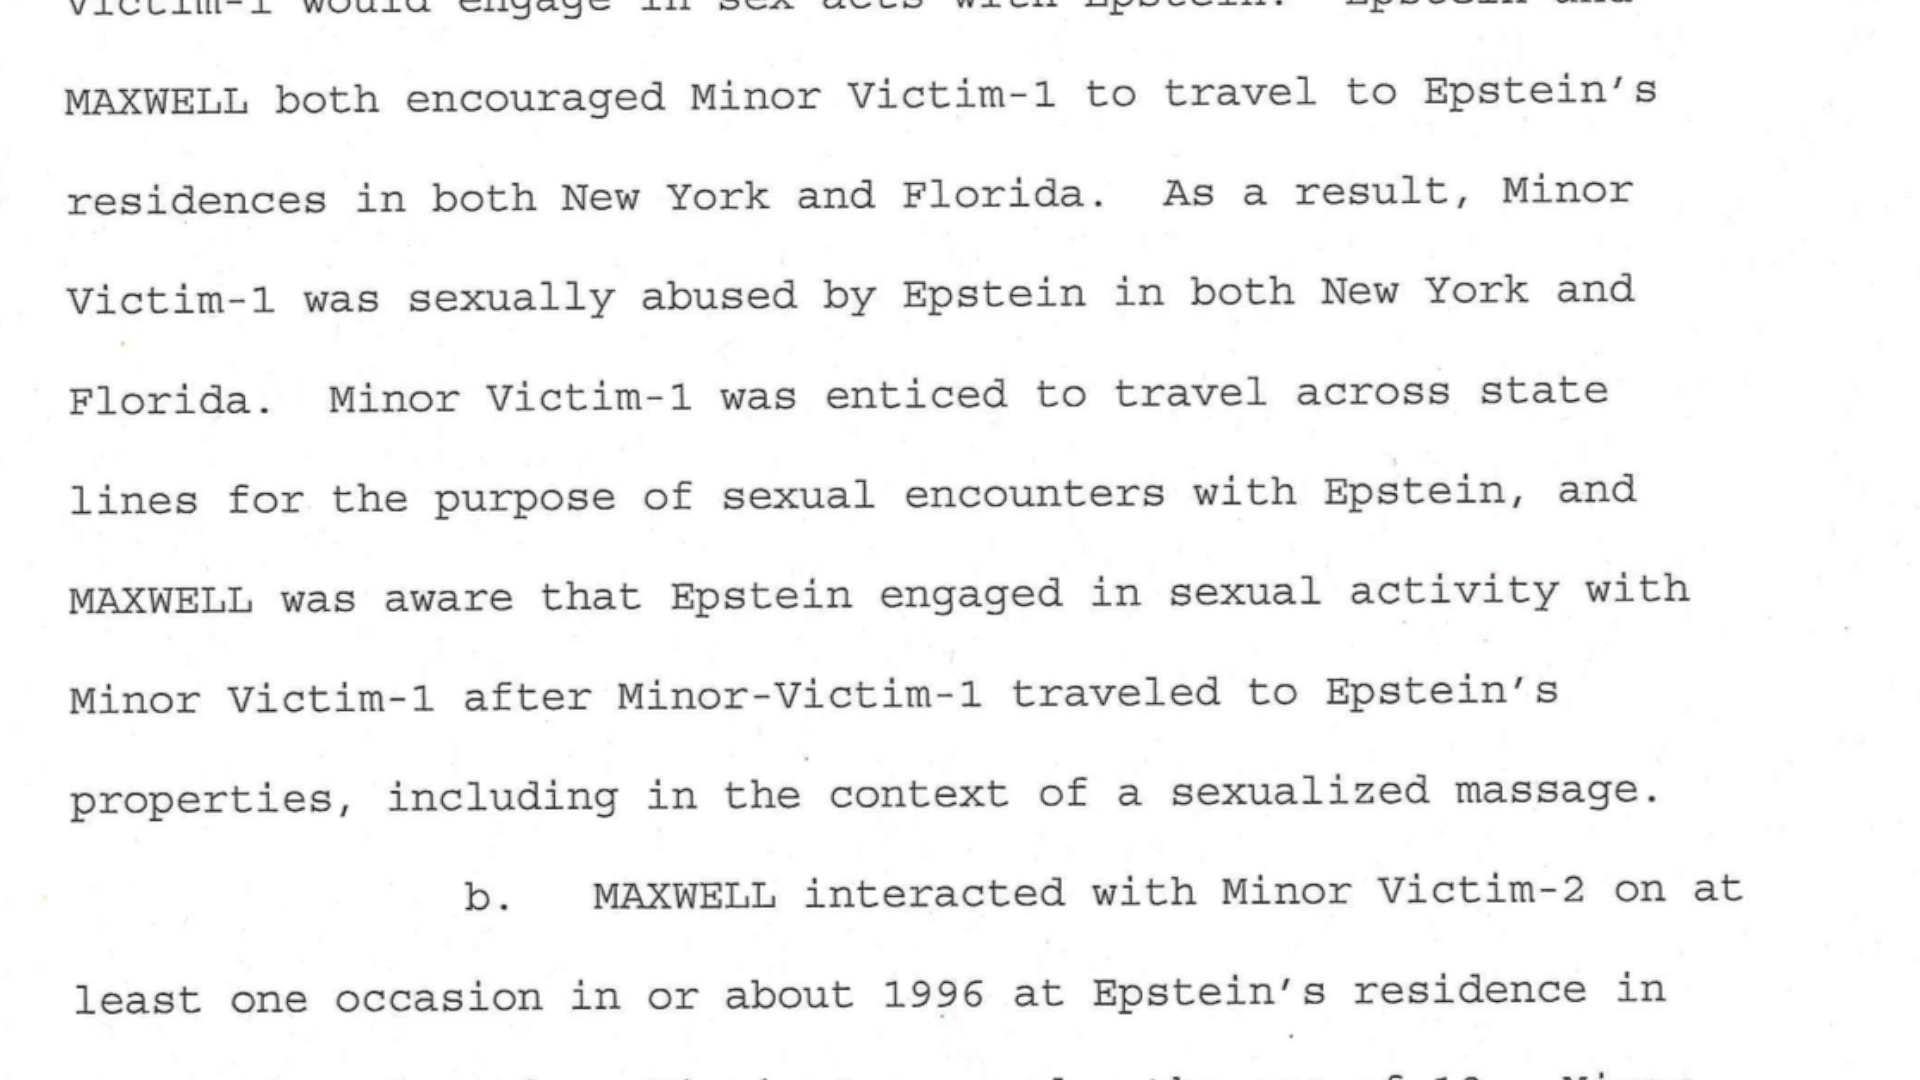 Victim-1 would engage in sex acts with Epstein. Epstein and
MAXWELL both encouraged Minor Victim-1 to travel to Epstein's
residences in both New York and Florida. As a result, Minor
Victim-1 was sexually abused by Epstein in both New York and
Florida. Minor Victim-1 was enticed to travel across state
lines for the purpose of sexual encounters with Epstein, and
MAXWELL was aware that Epstein engaged in sexual activity with
Minor Victim-1 after Minor-Victim-1 traveled to Epstein's
properties, including in the context of a sexualized massage.
b. MAXWELL interacted with Minor Victim-2 on at
least one occasion in or about 1996 at Epstein's residence in